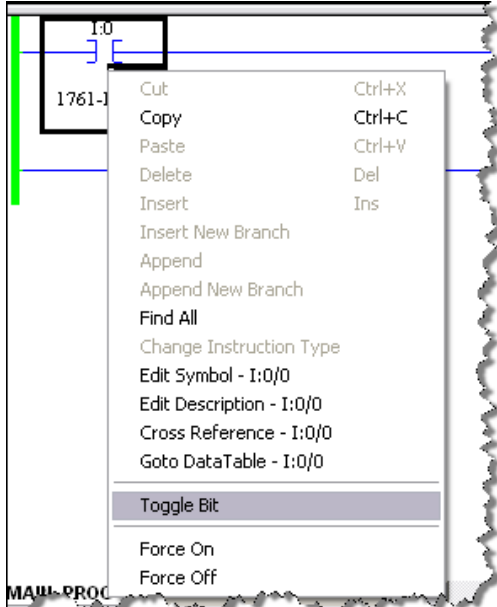 I:0
1761-
Cut Ctrl+X
Copy Ctrl+C
Paste Ctrl+V
Delete Del
Insert Ins
Insert New Branch
Append
Append New Branch
Find All
Change Instruction Type
Edit Symbol - I:0/0
Edit Description - I:0/0
Cross Reference - I:0/0
Goto DataTable - I:0/0
Toggle Bit
Force On
Force Off